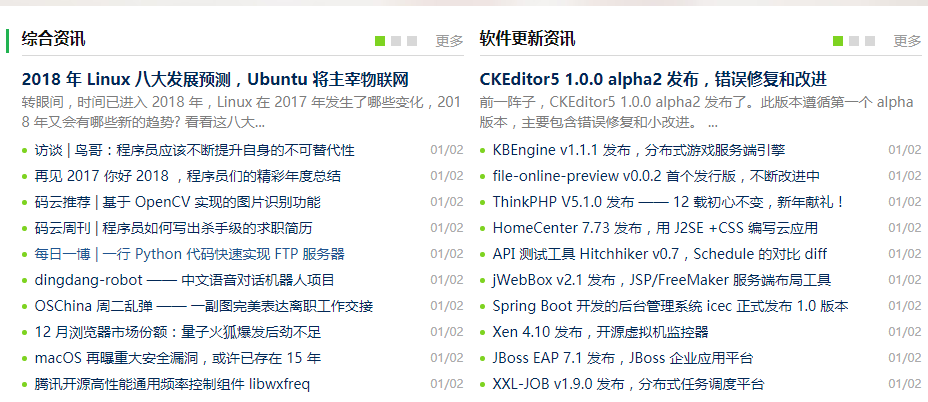 综合资讯
更多
2018 年 Linux 八大发展预测，Ubuntu 将主宰物联网
转眼间，时间已进入 2018 年，Linux 在 2017 年发生了哪些变化，201
8 年又会有哪些新的趋势? 看看这八大...
访谈 | 鸟哥：程序员应该不断提升自身的不可替代性 01/02
再见 2017 你好 2018 ，程序员们的精彩年度总结 01/02
码云推荐 | 基于 OpenCV 实现的图片识别功能 01/02
码云周刊 | 程序员如何写出杀手级的求职简历 01/02
每日一博 | 一行 Python 代码快速实现 FTP 服务器 01/02
dingdang-robot —— 中文语音对话机器人项目 01/02
OSChina 周二乱弹 —— 一副图完美表达离职工作交接 01/02
12 月浏览器市场份额：量子火狐爆发后劲不足 01/02
macOS 再曝重大安全漏洞，或许已存在 15 年 01/02
腾讯开源高性能通用频率控制组件 libwxfreq 01/02
软件更新资讯
更多
CKEditor5 1.0.0 alpha2 发布，错误修复和改进
前一阵子，CKEditor5 1.0.0 alpha2 发布了。此版本遵循第一个 alpha
版本，主要包含错误修复和小改进。 ...
KBEngine v1.1.1 发布，分布式游戏服务端引擎 01/02
file-online-preview v0.0.2 首个发行版，不断改进中 01/02
ThinkPHP V5.1.0 发布 —— 12 载初心不变，新年献礼！ 01/02
HomeCenter 7.73 发布，用 J2SE +CSS 编写云应用 01/02
API 测试工具 Hitchhiker v0.7，Schedule 的对比 diff 01/02
jWebBox v2.1 发布，JSP/FreeMaker 服务端布局工具 01/02
Spring Boot 开发的后台管理系统 icec 正式发布 1.0 版本 01/02
Xen 4.10 发布，开源虚拟机监控器 01/02
JBoss EAP 7.1 发布，JBoss 企业应用平台 01/02
XXL-JOB v1.9.0 发布，分布式任务调度平台 01/02